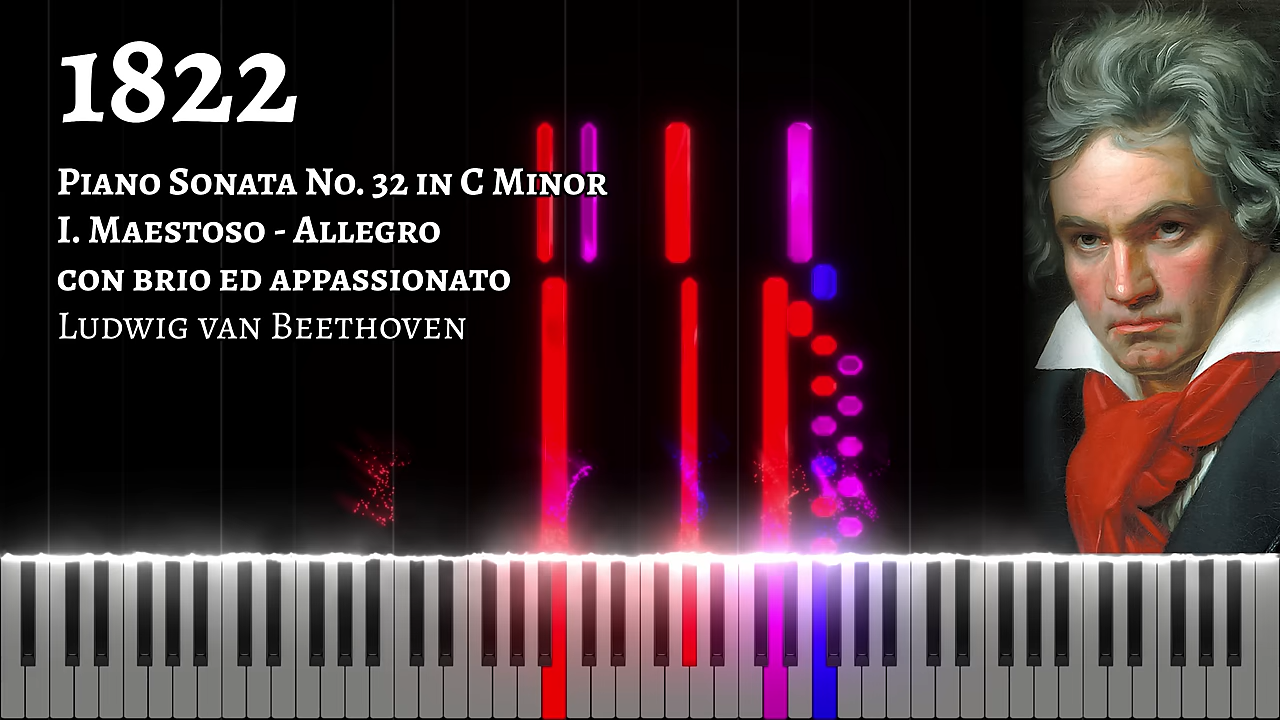 1822
Piano Sonata No. 32 in C Minor
I. Maestoso - Allegro
con brio ed appassionato
Ludwig van Beethoven